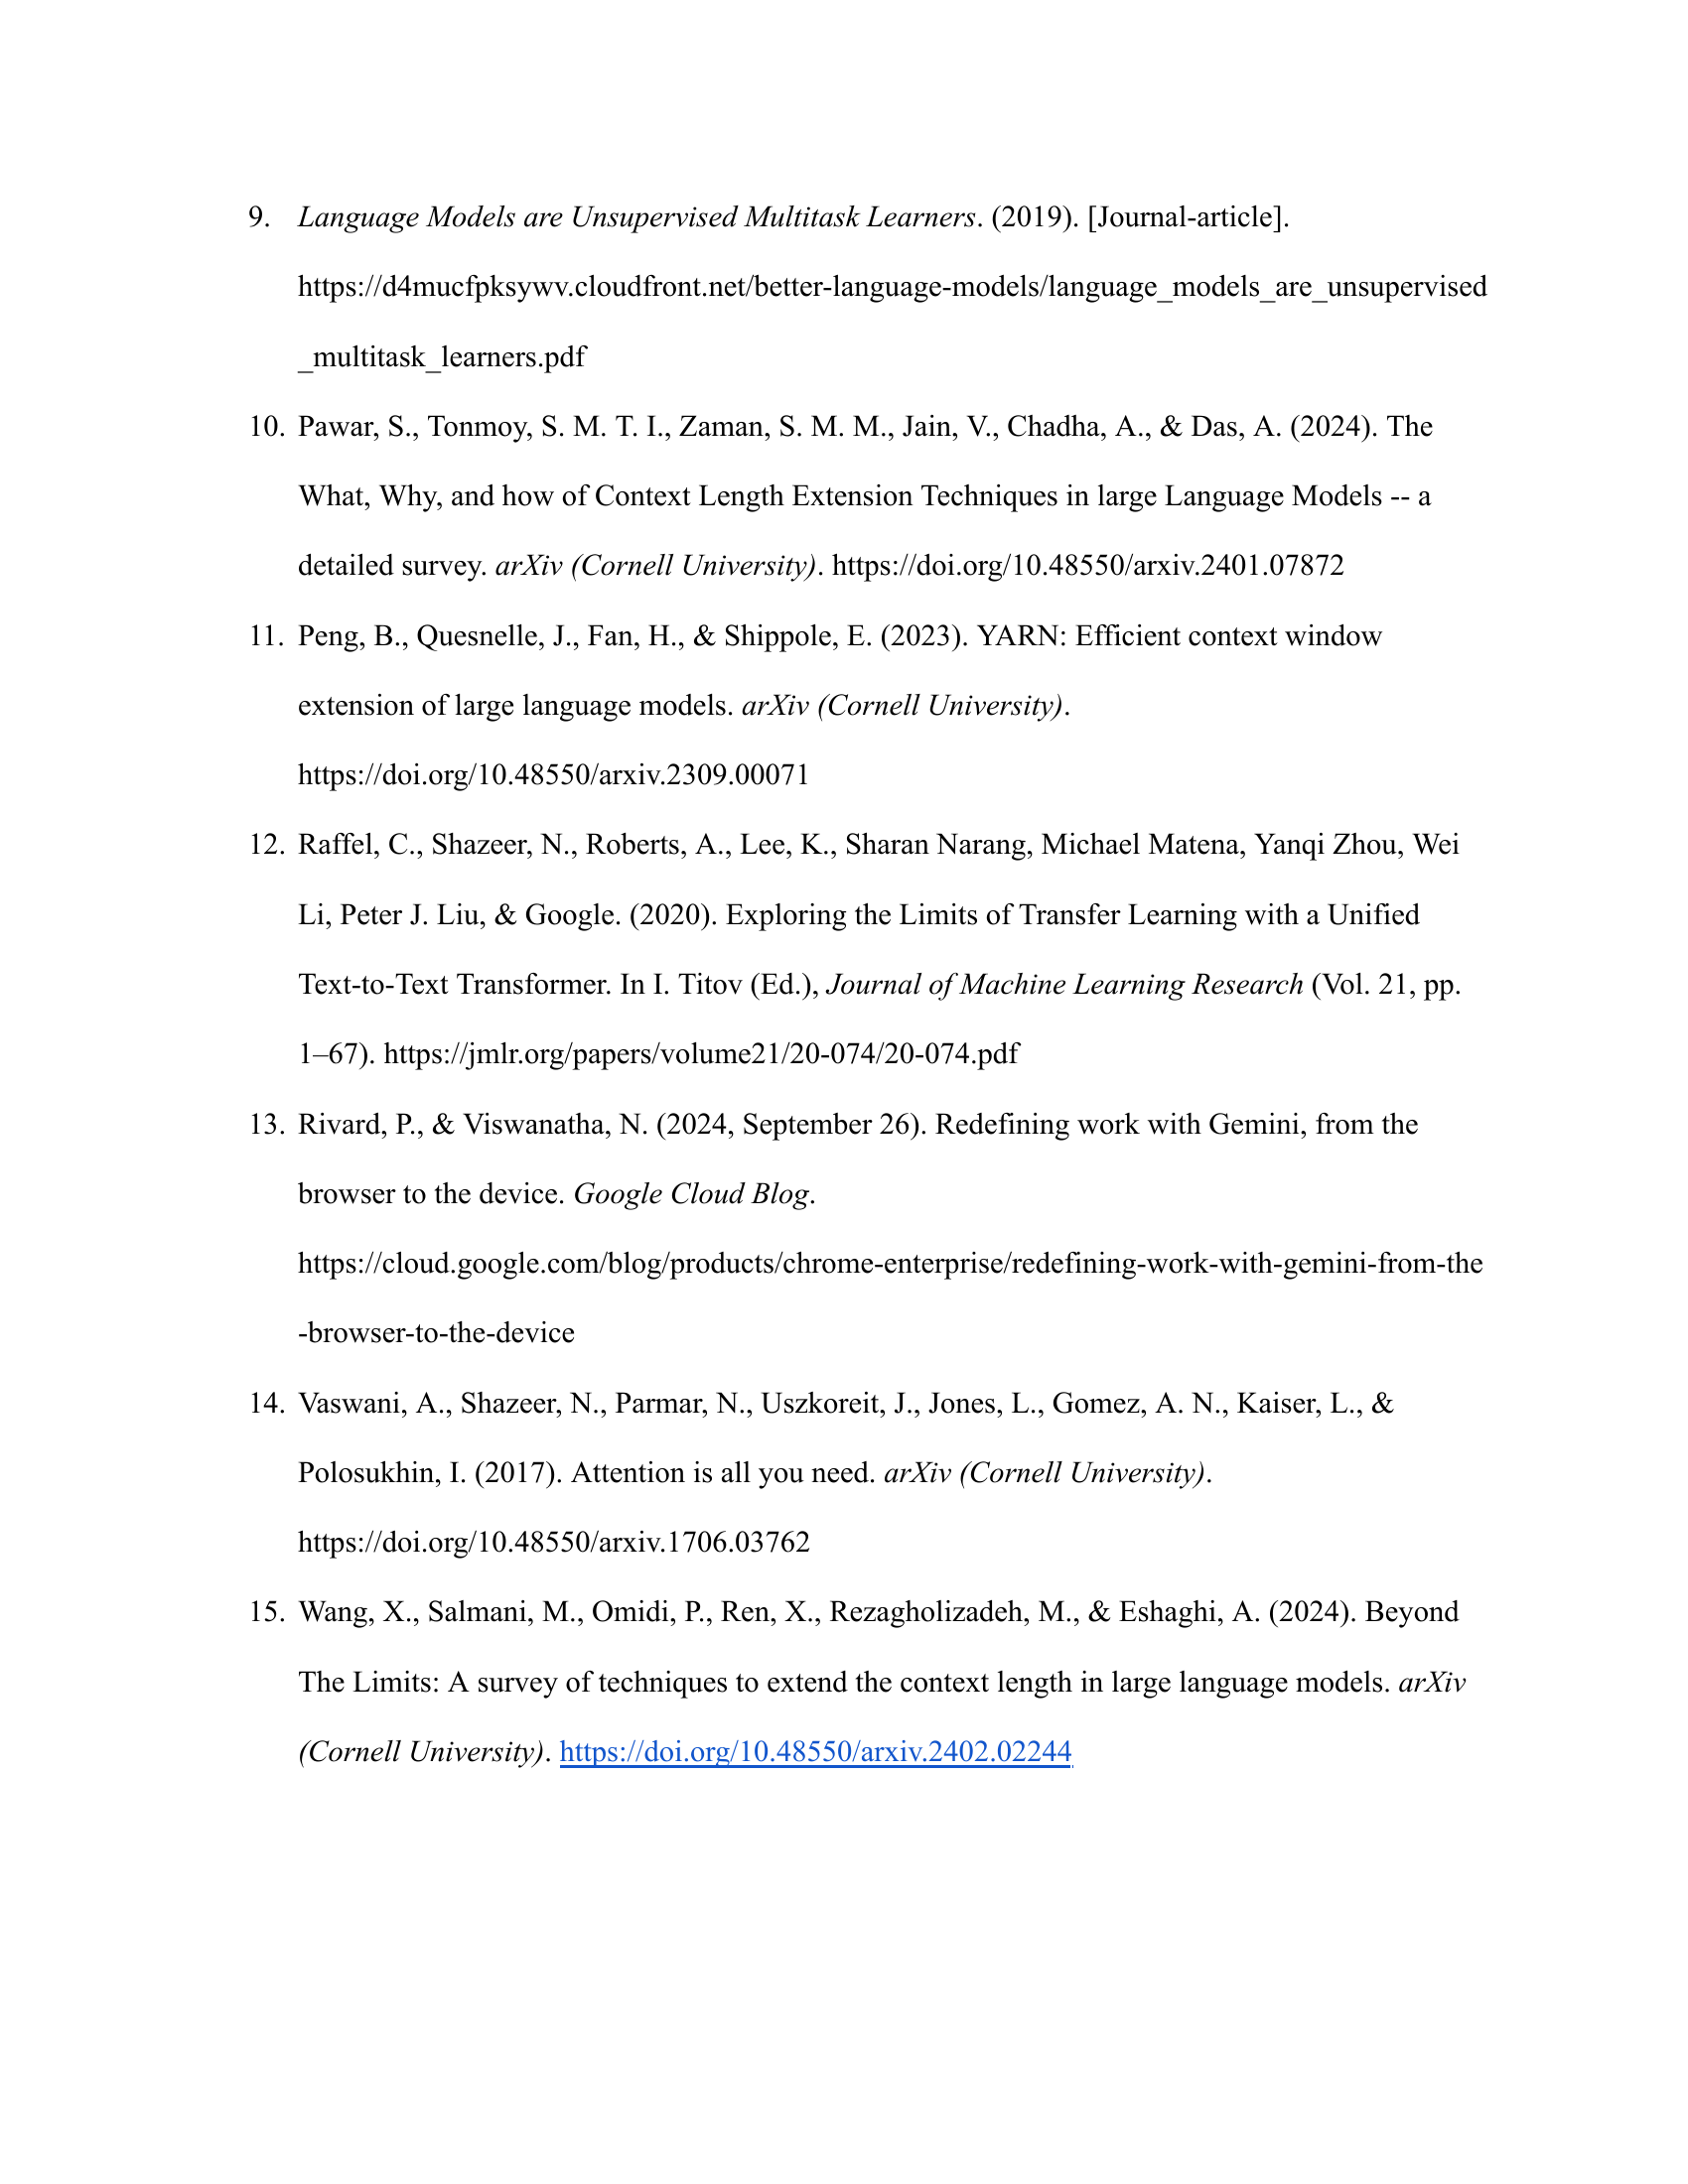 9. Language Models are Unsupervised Multitask Learners. (2019). [Journal-article].
https://d4mucfpksywv.cloudfront.net/better-language-models/language_models_are_unsupervised
_multitask_learners.pdf
10. Pawar, S., Tonmoy, S. M. T. I., Zaman, S. M. M., Jain, V., Chadha, A., & Das, A. (2024). The
What, Why, and how of Context Length Extension Techniques in large Language Models -- a
detailed survey. arXiv (Cornell University). https://doi.org/10.48550/arxiv.2401.07872
11. Peng, B., Quesnelle, J., Fan, H., & Shippole, E. (2023). YARN: Efficient context window
extension of large language models. arXiv (Cornell University).
https://doi.org/10.48550/arxiv.2309.00071
12. Raffel, C., Shazeer, N., Roberts, A., Lee, K., Sharan Narang, Michael Matena, Yanqi Zhou, Wei
Li, Peter J. Liu, & Google. (2020). Exploring the Limits of Transfer Learning with a Unified
Text-to-Text Transformer. In I. Titov (Ed.), Journal of Machine Learning Research (Vol. 21, pp.
1–67). https://jmlr.org/papers/volume21/20-074/20-074.pdf
13. Rivard, P., & Viswanatha, N. (2024, September 26). Redefining work with Gemini, from the
browser to the device. Google Cloud Blog.
https://cloud.google.com/blog/products/chrome-enterprise/redefining-work-with-gemini-from-the
-browser-to-the-device
14. Vaswani, A., Shazeer, N., Parmar, N., Uszkoreit, J., Jones, L., Gomez, A. N., Kaiser, L., &
Polosukhin, I. (2017). Attention is all you need. arXiv (Cornell University).
https://doi.org/10.48550/arxiv.1706.03762
15. Wang, X., Salmani, M., Omidi, P., Ren, X., Rezagholizadeh, M., & Eshaghi, A. (2024). Beyond
The Limits: A survey of techniques to extend the context length in large language models. arXiv
(Cornell University). https://doi.org/10.48550/arxiv.2402.02244